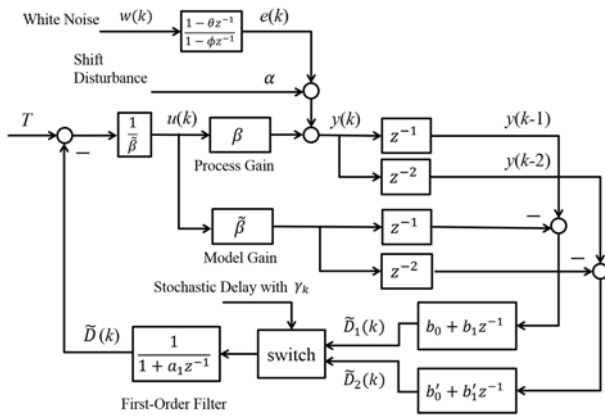 White Noise
w(k)
1 − θz⁻¹
1 − ϕz⁻¹
e(k)
Shift
Disturbance
α
T
−
1
β̃
u(k)
β
Process Gain
y(k)
z⁻¹
y(k-1)
z⁻²
y(k-2)
β̃
Model Gain
z⁻¹
−
z⁻²
−
Stochastic Delay with γₖ
D̃(k)
1
1 + a₁z⁻¹
First-Order Filter
switch
D̃₁(k)
b₀ + b₁z⁻¹
D̃₂(k)
b₀′ + b₁′z⁻¹